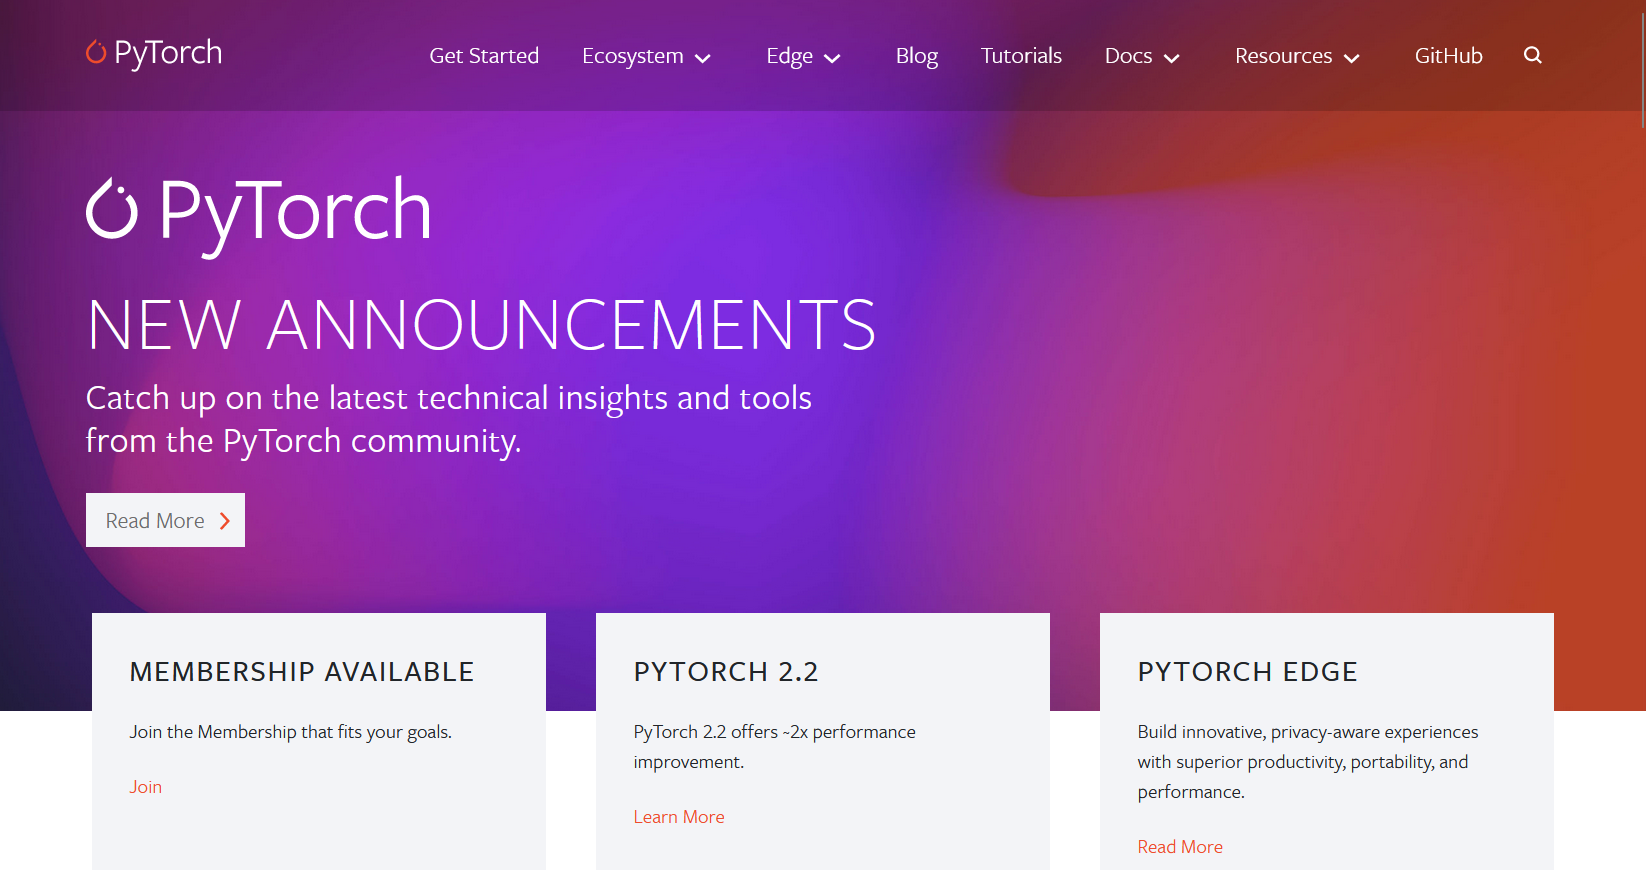 PyTorch Get Started Ecosystem Edge Blog Tutorials Docs Resources GitHub
PyTorch
NEW ANNOUNCEMENTS
Catch up on the latest technical insights and tools
from the PyTorch community.
Read More
MEMBERSHIP AVAILABLE
Join the Membership that fits your goals.
Join
PYTORCH 2.2
PyTorch 2.2 offers ~2x performance
improvement.
Learn More
PYTORCH EDGE
Build innovative, privacy-aware experiences
with superior productivity, portability, and
performance.
Read More